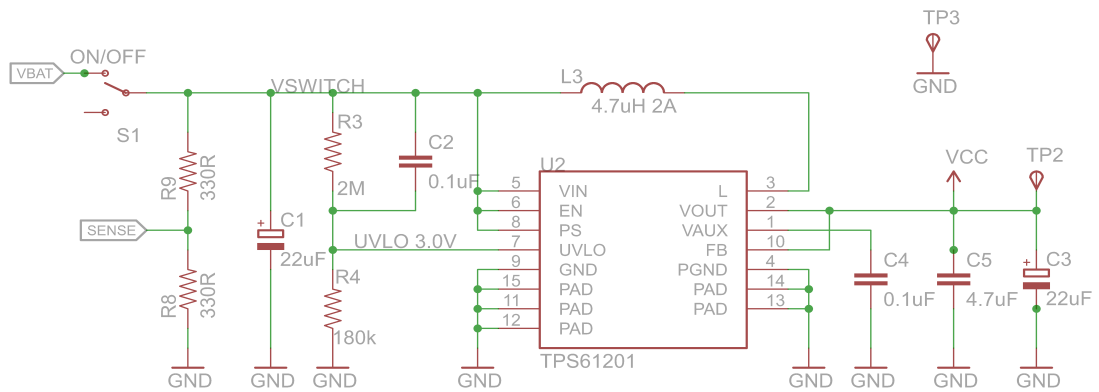 TP3
GND
ON/OFF
VBAT
S1
VSWITCH
L3
4.7uH 2A
R3
2M
C2
0.1uF
R9
330R
SENSE
R8
330R
C1
+
22uF
UVLO 3.0V
R4
180k
U2
5 VIN
6 EN
8 PS
7 UVLO
9 GND
15 PAD
11 PAD
12 PAD
L 3
VOUT 2
VAUX 1
FB 10
PGND 4
PAD 14
PAD 13
TPS61201
VCC
TP2
C4
0.1uF
C5
4.7uF
C3
+
22uF
GND
GND
GND
GND
GND
GND
GND
GND